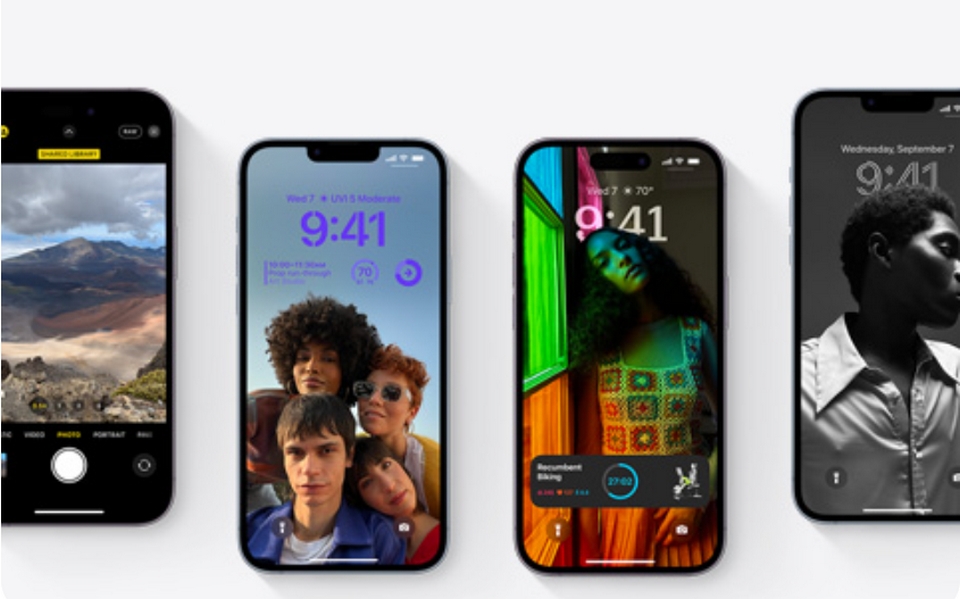 RAW
SHARED LIBRARY
VIDEO
PHOTO
PORTRAIT
Wed 7 UVI 5 Moderate
9:41
10:00–11:30AM
Prop run-through
70
Wed 7 70°
9:41
Recumbent
Biking
27:02
Wednesday, September 7
9:41